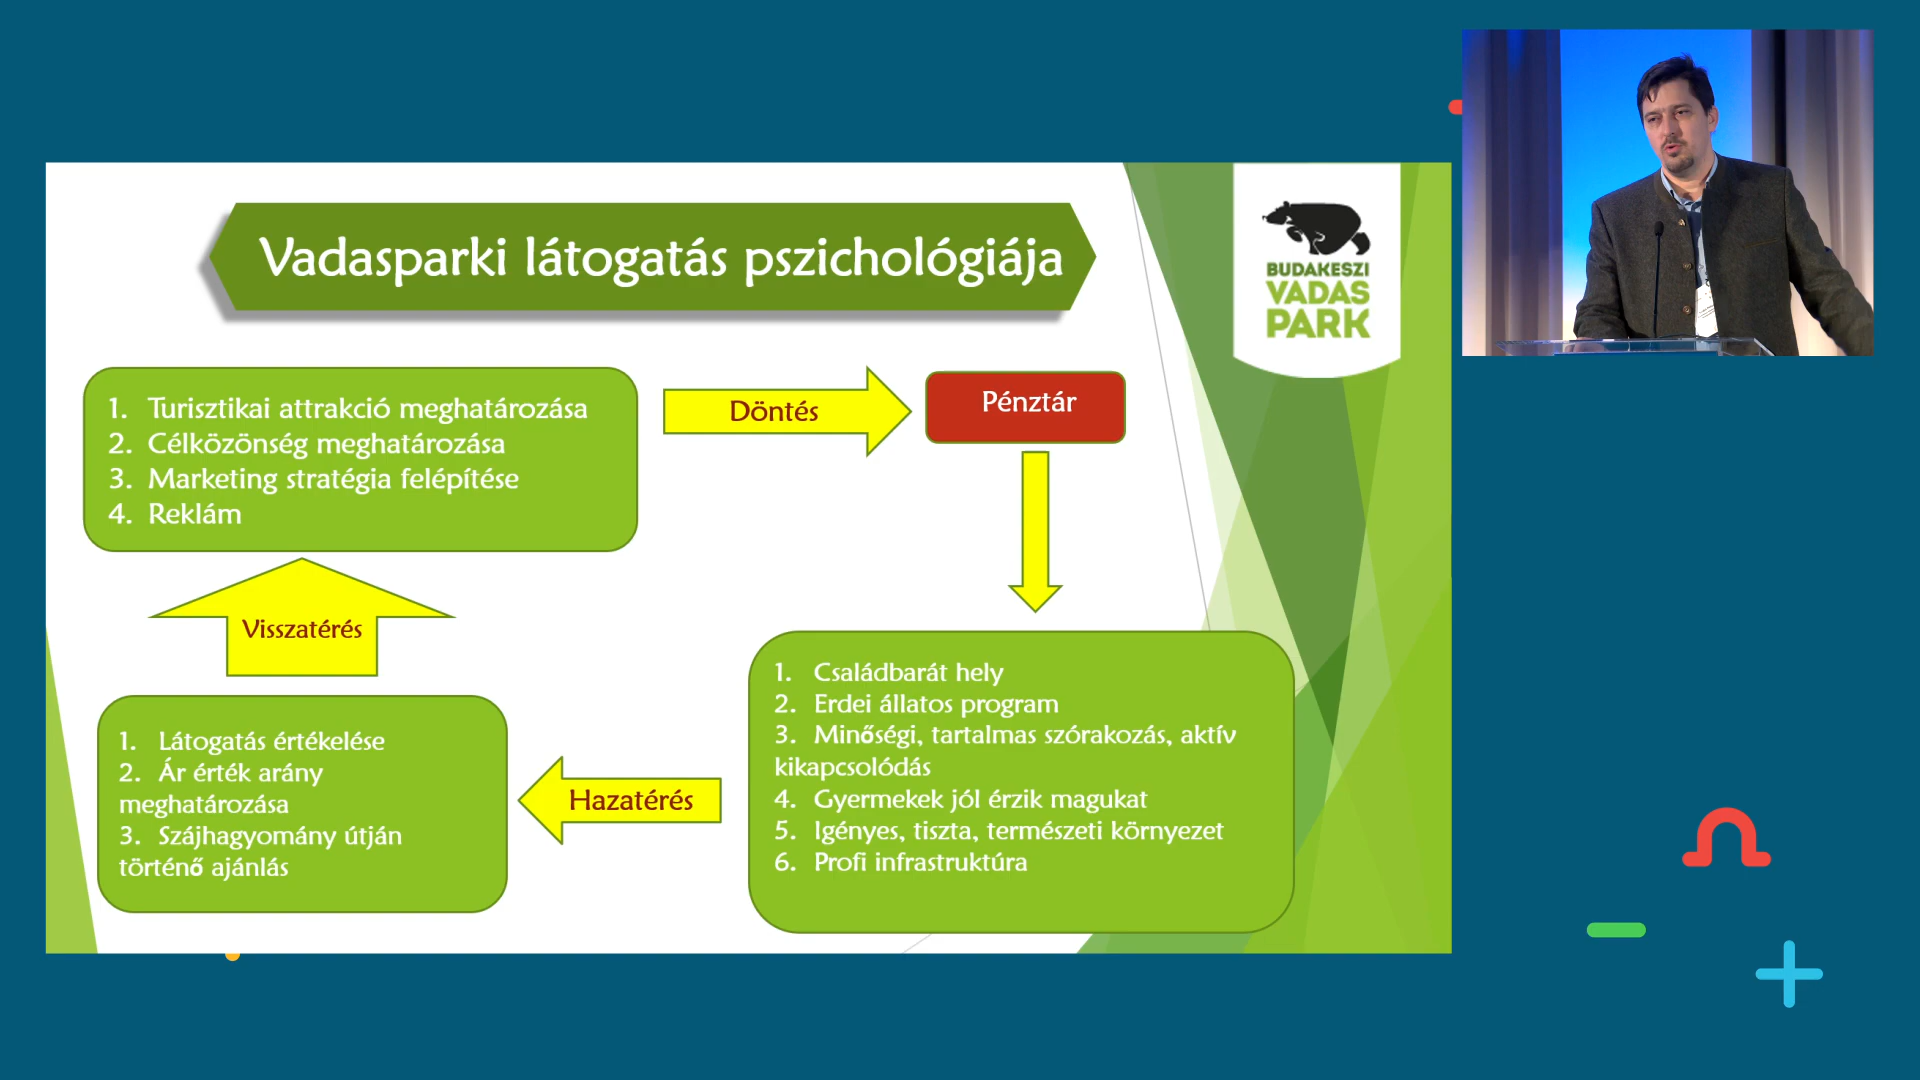 Vadasparki látogatás pszichológiája
BUDAKESZI
VADAS
PARK
1. Turisztikai attrakció meghatározása
2. Célközönség meghatározása
3. Marketing stratégia felépítése
4. Reklám
Döntés
Pénztár
1. Családbarát hely
2. Erdei állatos program
3. Minőségi, tartalmas szórakozás, aktív
kikapcsolódás
4. Gyermekek jól érzik magukat
5. Igényes, tiszta, természeti környezet
6. Profi infrastruktúra
Hazatérés
1. Látogatás értékelése
2. Ár érték arány
meghatározása
3. Szájhagyomány útján
történő ajánlás
Visszatérés